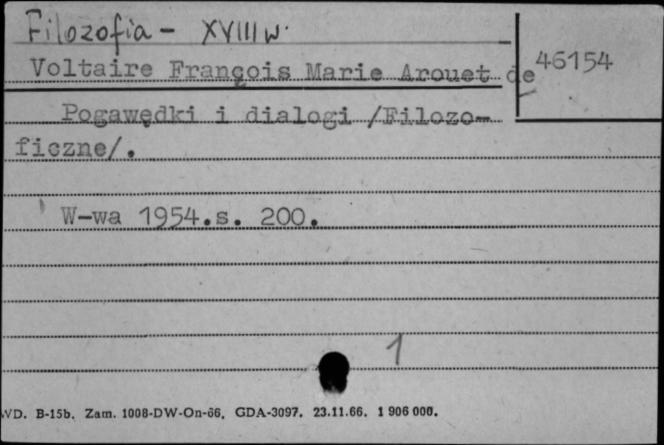 Filozofia - XVIII w.
46154
Voltaire François Marie Arouet de
Pogawędki i dialogi /Filozo-
ficzne/.
W-wa 1954.s. 200.
1
WD. B-15b. Zam. 1008-DW-On-66. GDA-3097. 23.11.66. 1 906 000.